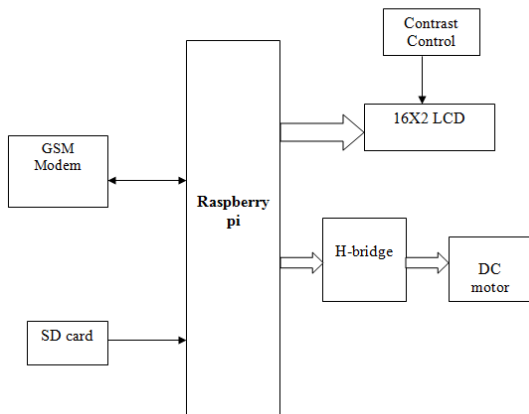 Contrast
Control
16X2 LCD
GSM
Modem
Raspberry
pi
H-bridge
DC
motor
SD card